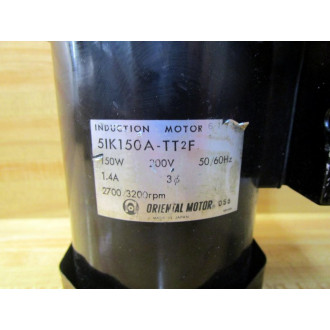 INDUCTION MOTOR
5IK150A-TT2F
150W 200V 50/60Hz
1.4A 3ϕ
2700/3200rpm
ORIENTAL MOTOR